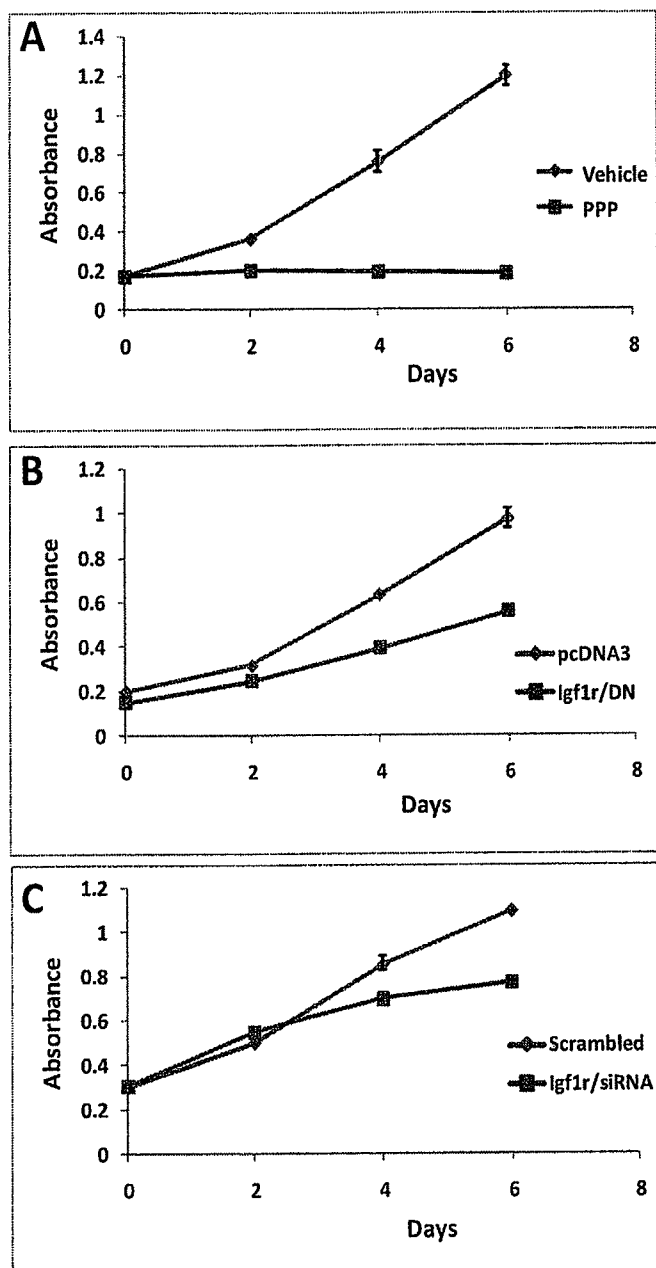 A
1.4
1.2
1
0.8
0.6
0.4
0.2
0
Absorbance
0 2 4 6 8
Days
Vehicle
PPP
B
1.2
1
0.8
0.6
0.4
0.2
0
Absorbance
0 2 4 6 8
Days
pcDNA3
Igf1r/DN
C
1.2
1
0.8
0.6
0.4
0.2
0
Absorbance
0 2 4 6 8
Days
Scrambled
Igf1r/siRNA